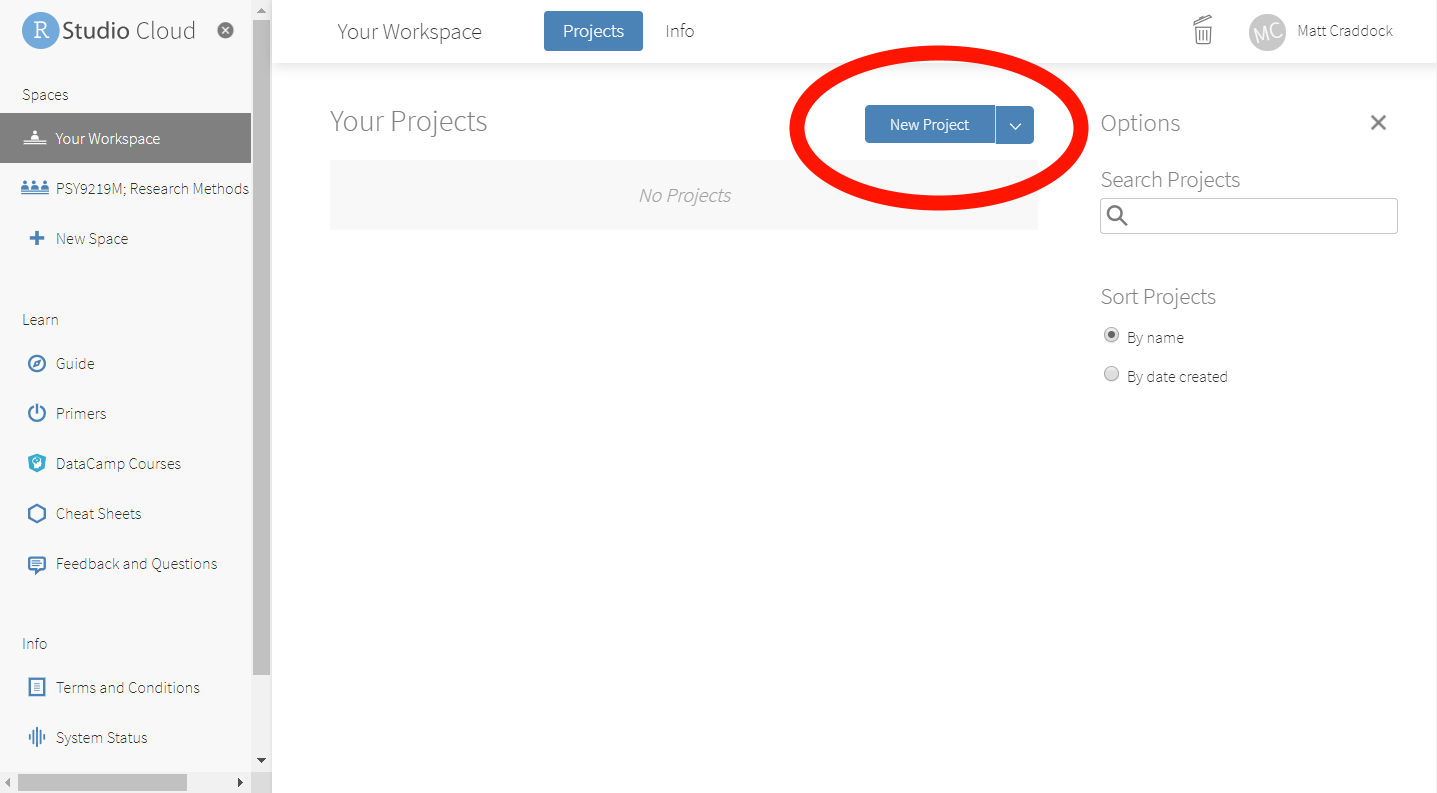 R Studio Cloud
Spaces
Your Workspace
PSY9219M; Research Methods
New Space
Learn
Guide
Primers
DataCamp Courses
Cheat Sheets
Feedback and Questions
Info
Terms and Conditions
System Status
Your Workspace
Projects
Info
MC
Matt Craddock
Your Projects
New Project
No Projects
Options
Search Projects
Sort Projects
By name
By date created